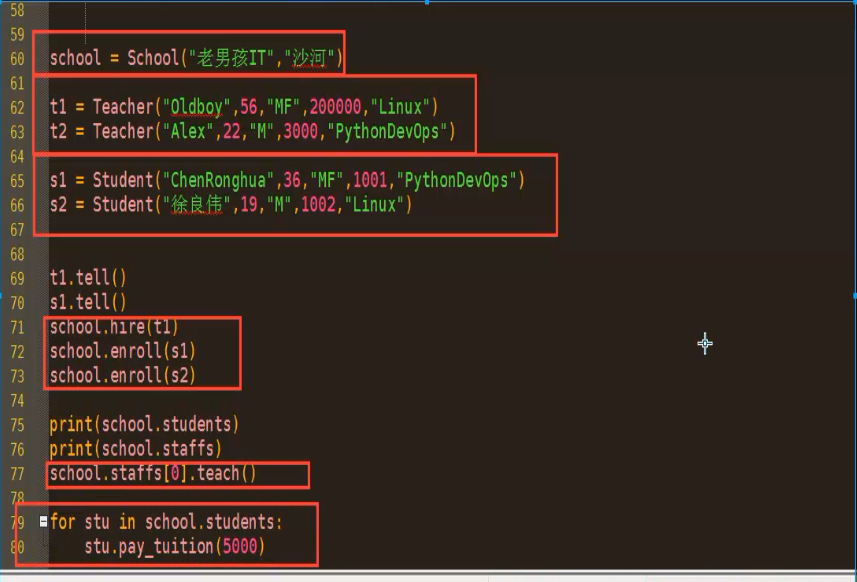 58
59
60 school = School("老男孩IT","沙河")
61
62 t1 = Teacher("Oldboy",56,"MF",200000,"Linux")
63 t2 = Teacher("Alex",22,"M",3000,"PythonDevOps")
64
65 s1 = Student("ChenRonghua",36,"MF",1001,"PythonDevOps")
66 s2 = Student("徐良伟",19,"M",1002,"Linux")
67
68
69 t1.tell()
70 s1.tell()
71 school.hire(t1)
72 school.enroll(s1)
73 school.enroll(s2)
74
75 print(school.students)
76 print(school.staffs)
77 school.staffs[0].teach()
78
79 for stu in school.students:
80 stu.pay_tuition(5000)